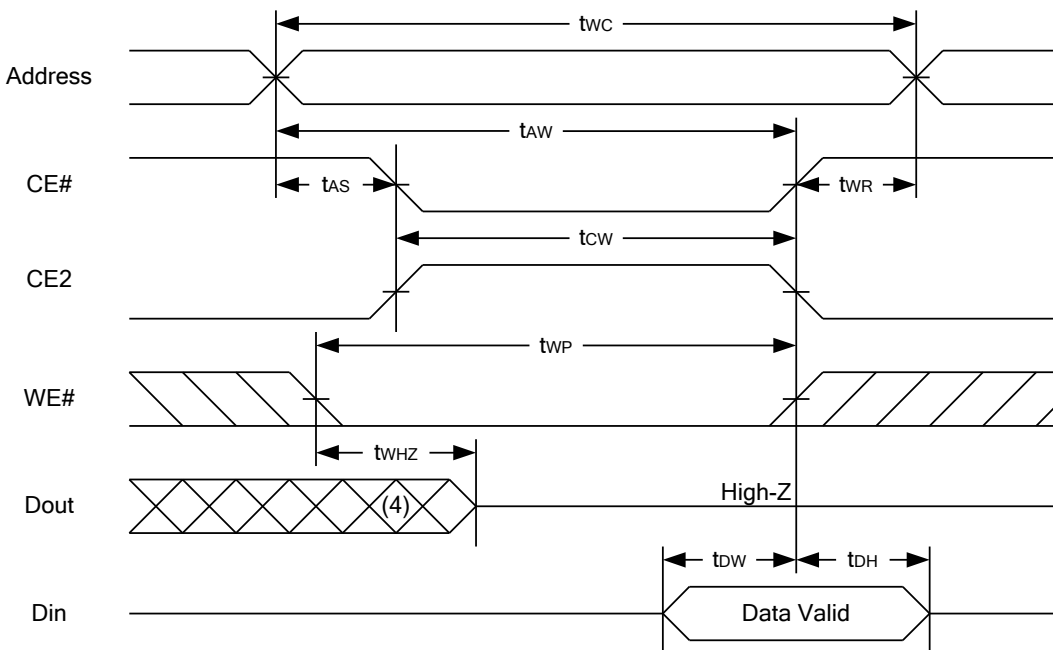 tWC
Address
tAW
CE#
tAS
tWR
tCW
CE2
tWP
WE#
tWHZ
Dout
(4)
High-Z
tDW
tDH
Din
Data Valid